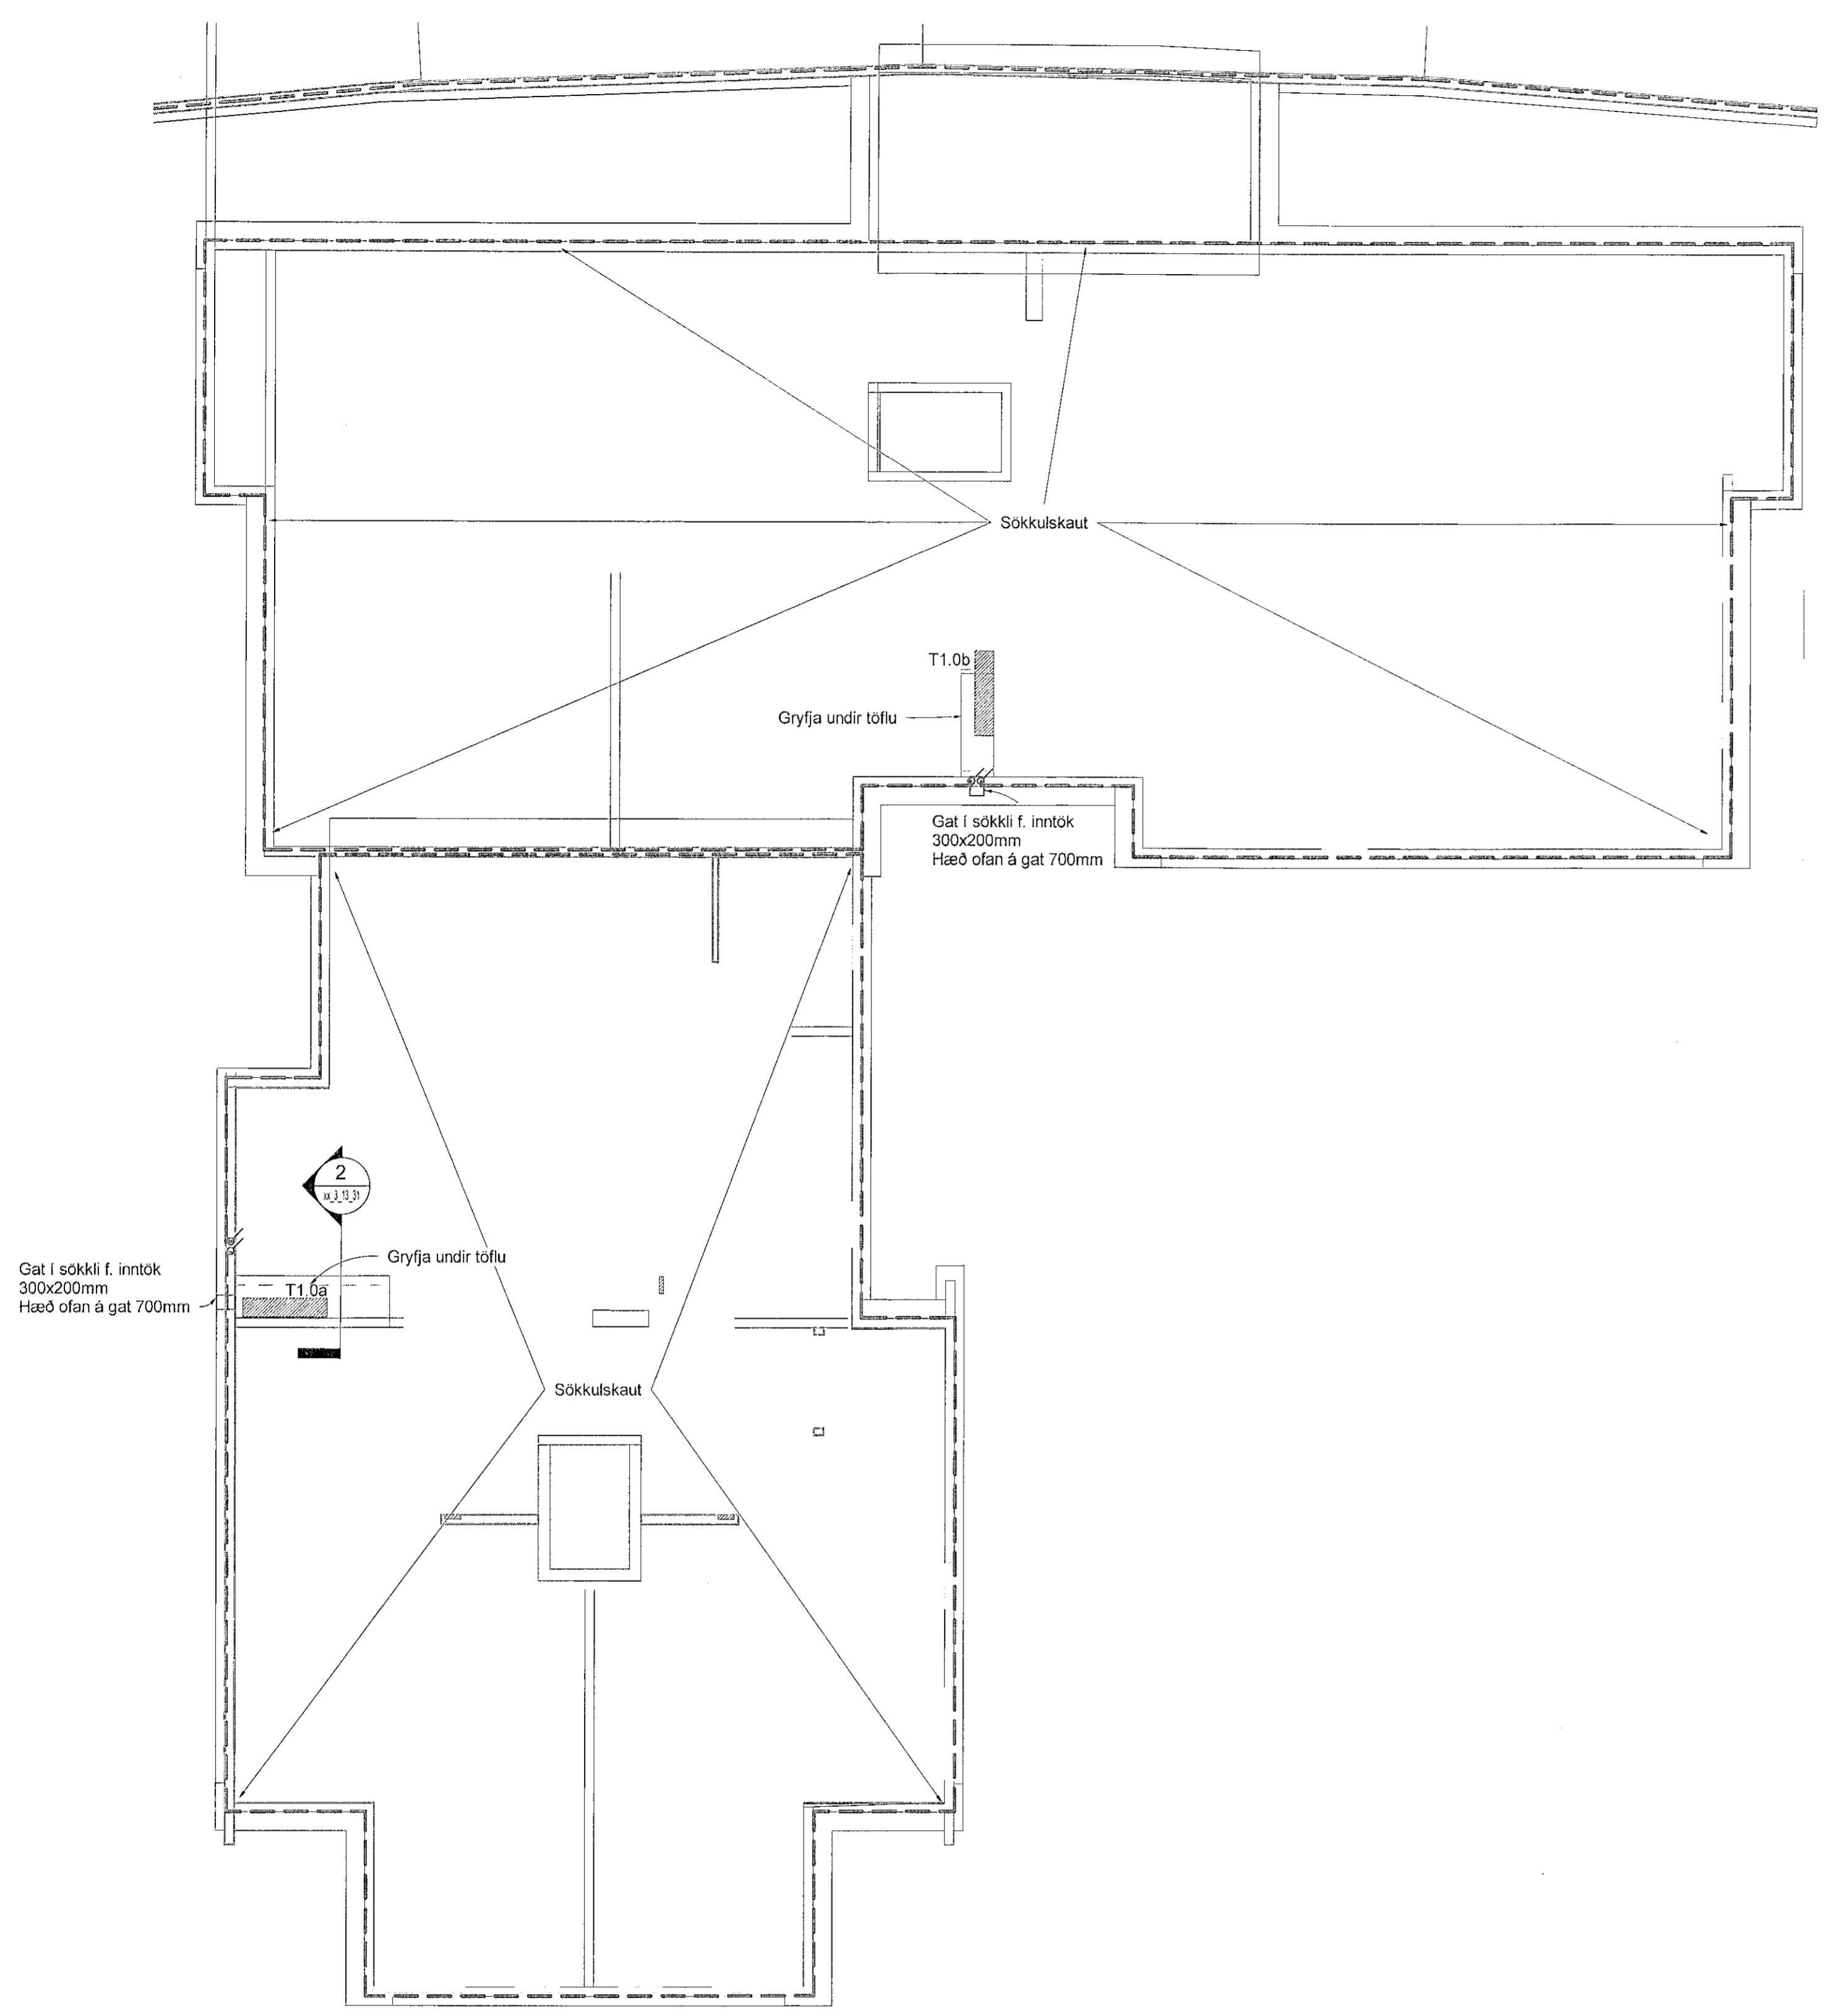 Sökkulskaut
T1.0b
Gryfja undir töflu
Gat í sökkli f. inntök
300x200mm
Hæð ofan á gat 700mm
2
xx_3_13_31
Gryfja undir töflu
T1.0a
Gat í sökkli f. inntök
300x200mm
Hæð ofan á gat 700mm
Sökkulskaut